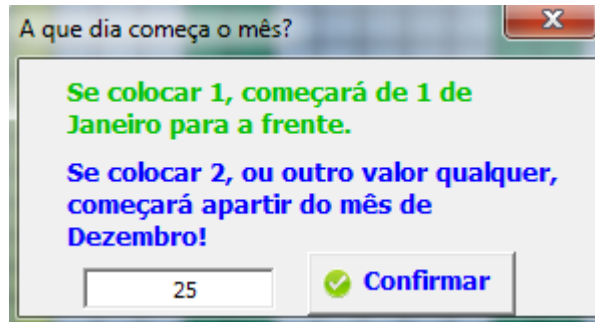 A que dia começa o mês?
Se colocar 1, começará de 1 de
Janeiro para a frente.
Se colocar 2, ou outro valor qualquer,
começará apartir do mês de
Dezembro!
25
Confirmar